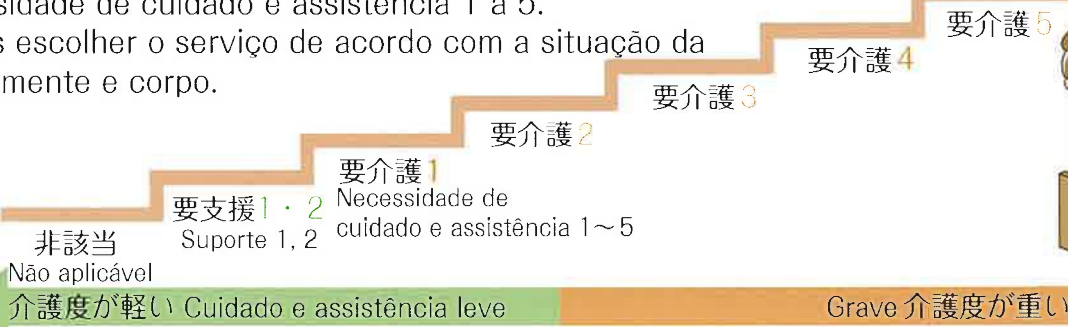 sidade de cuidado e assistência 1 a 5.
s escolher o serviço de acordo com a situação da
mente e corpo.
要介護5
要介護4
要介護3
要介護2
要介護1
Necessidade de
cuidado e assistência 1～5
要支援1・2
Suporte 1, 2
非該当
Não aplicável
介護度が軽い Cuidado e assistência leve
Grave 介護度が重い